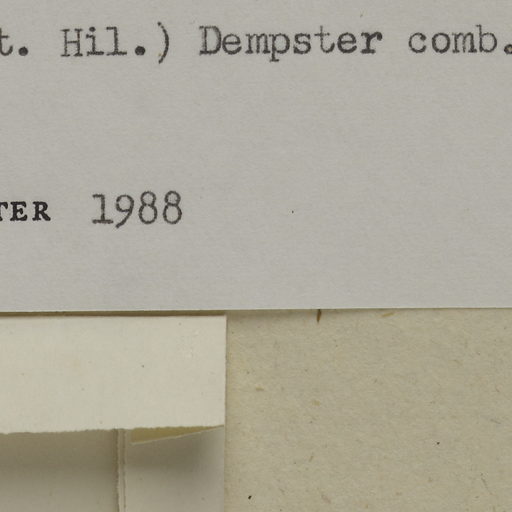 t. Hil.) Dempster comb.
TER 1988